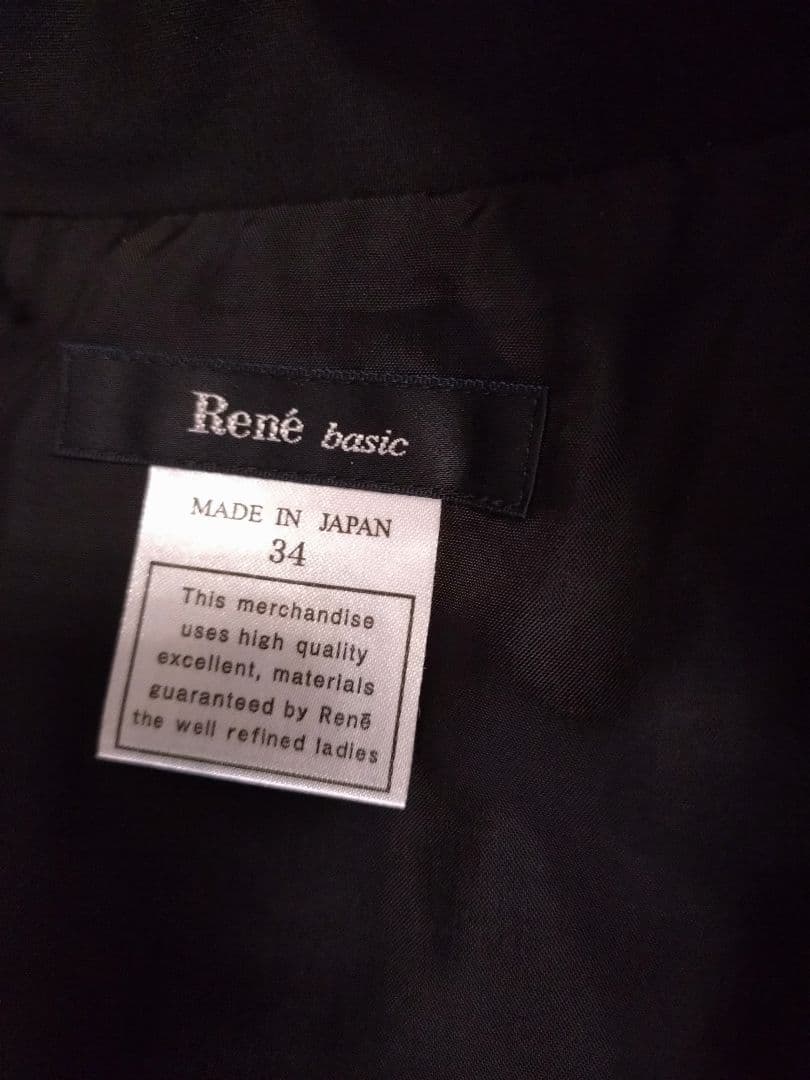 René basic
MADE IN JAPAN
34
This merchandise
uses high quality
excellent, materials
guaranteed by René
the well refined ladies